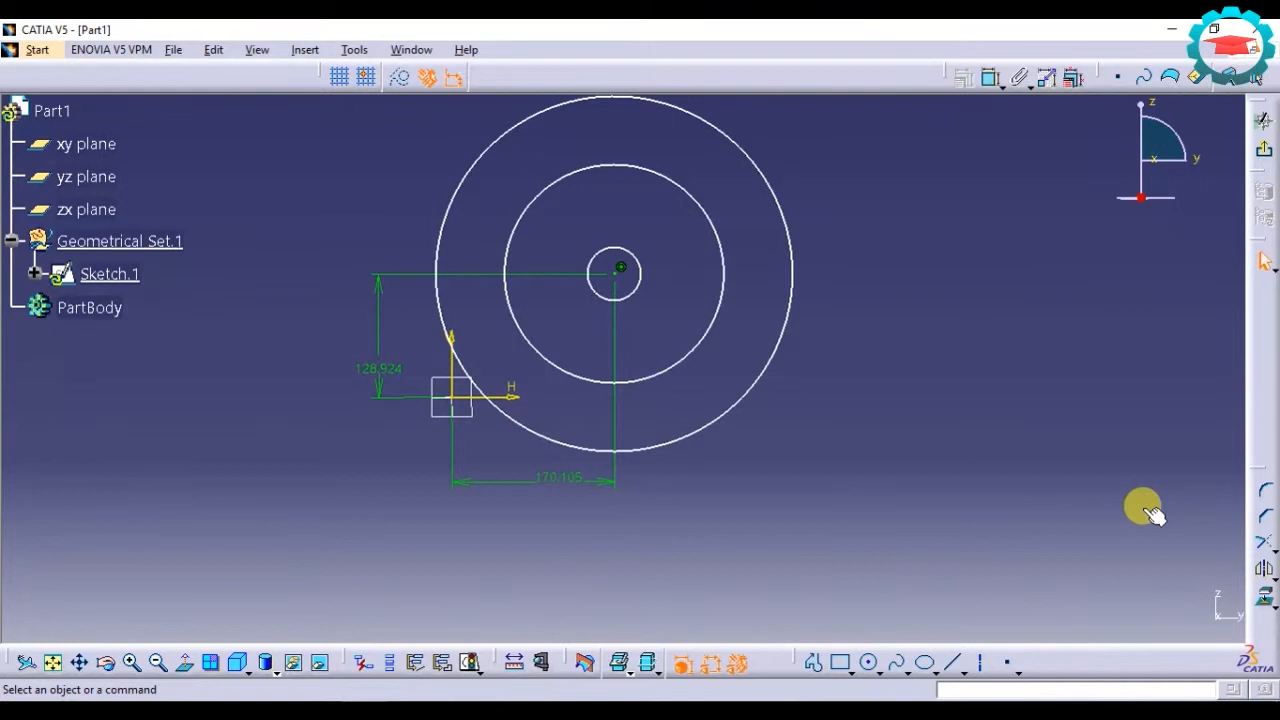 CATIA V5 - [Part1]
Start ENOVIA V5 VPM File Edit View Insert Tools Window Help
Part1
xy plane
yz plane
zx plane
Geometrical Set.1
Sketch.1
PartBody
z
x y
128,924
H
170,105
z
x y
CATIA
Select an object or a command